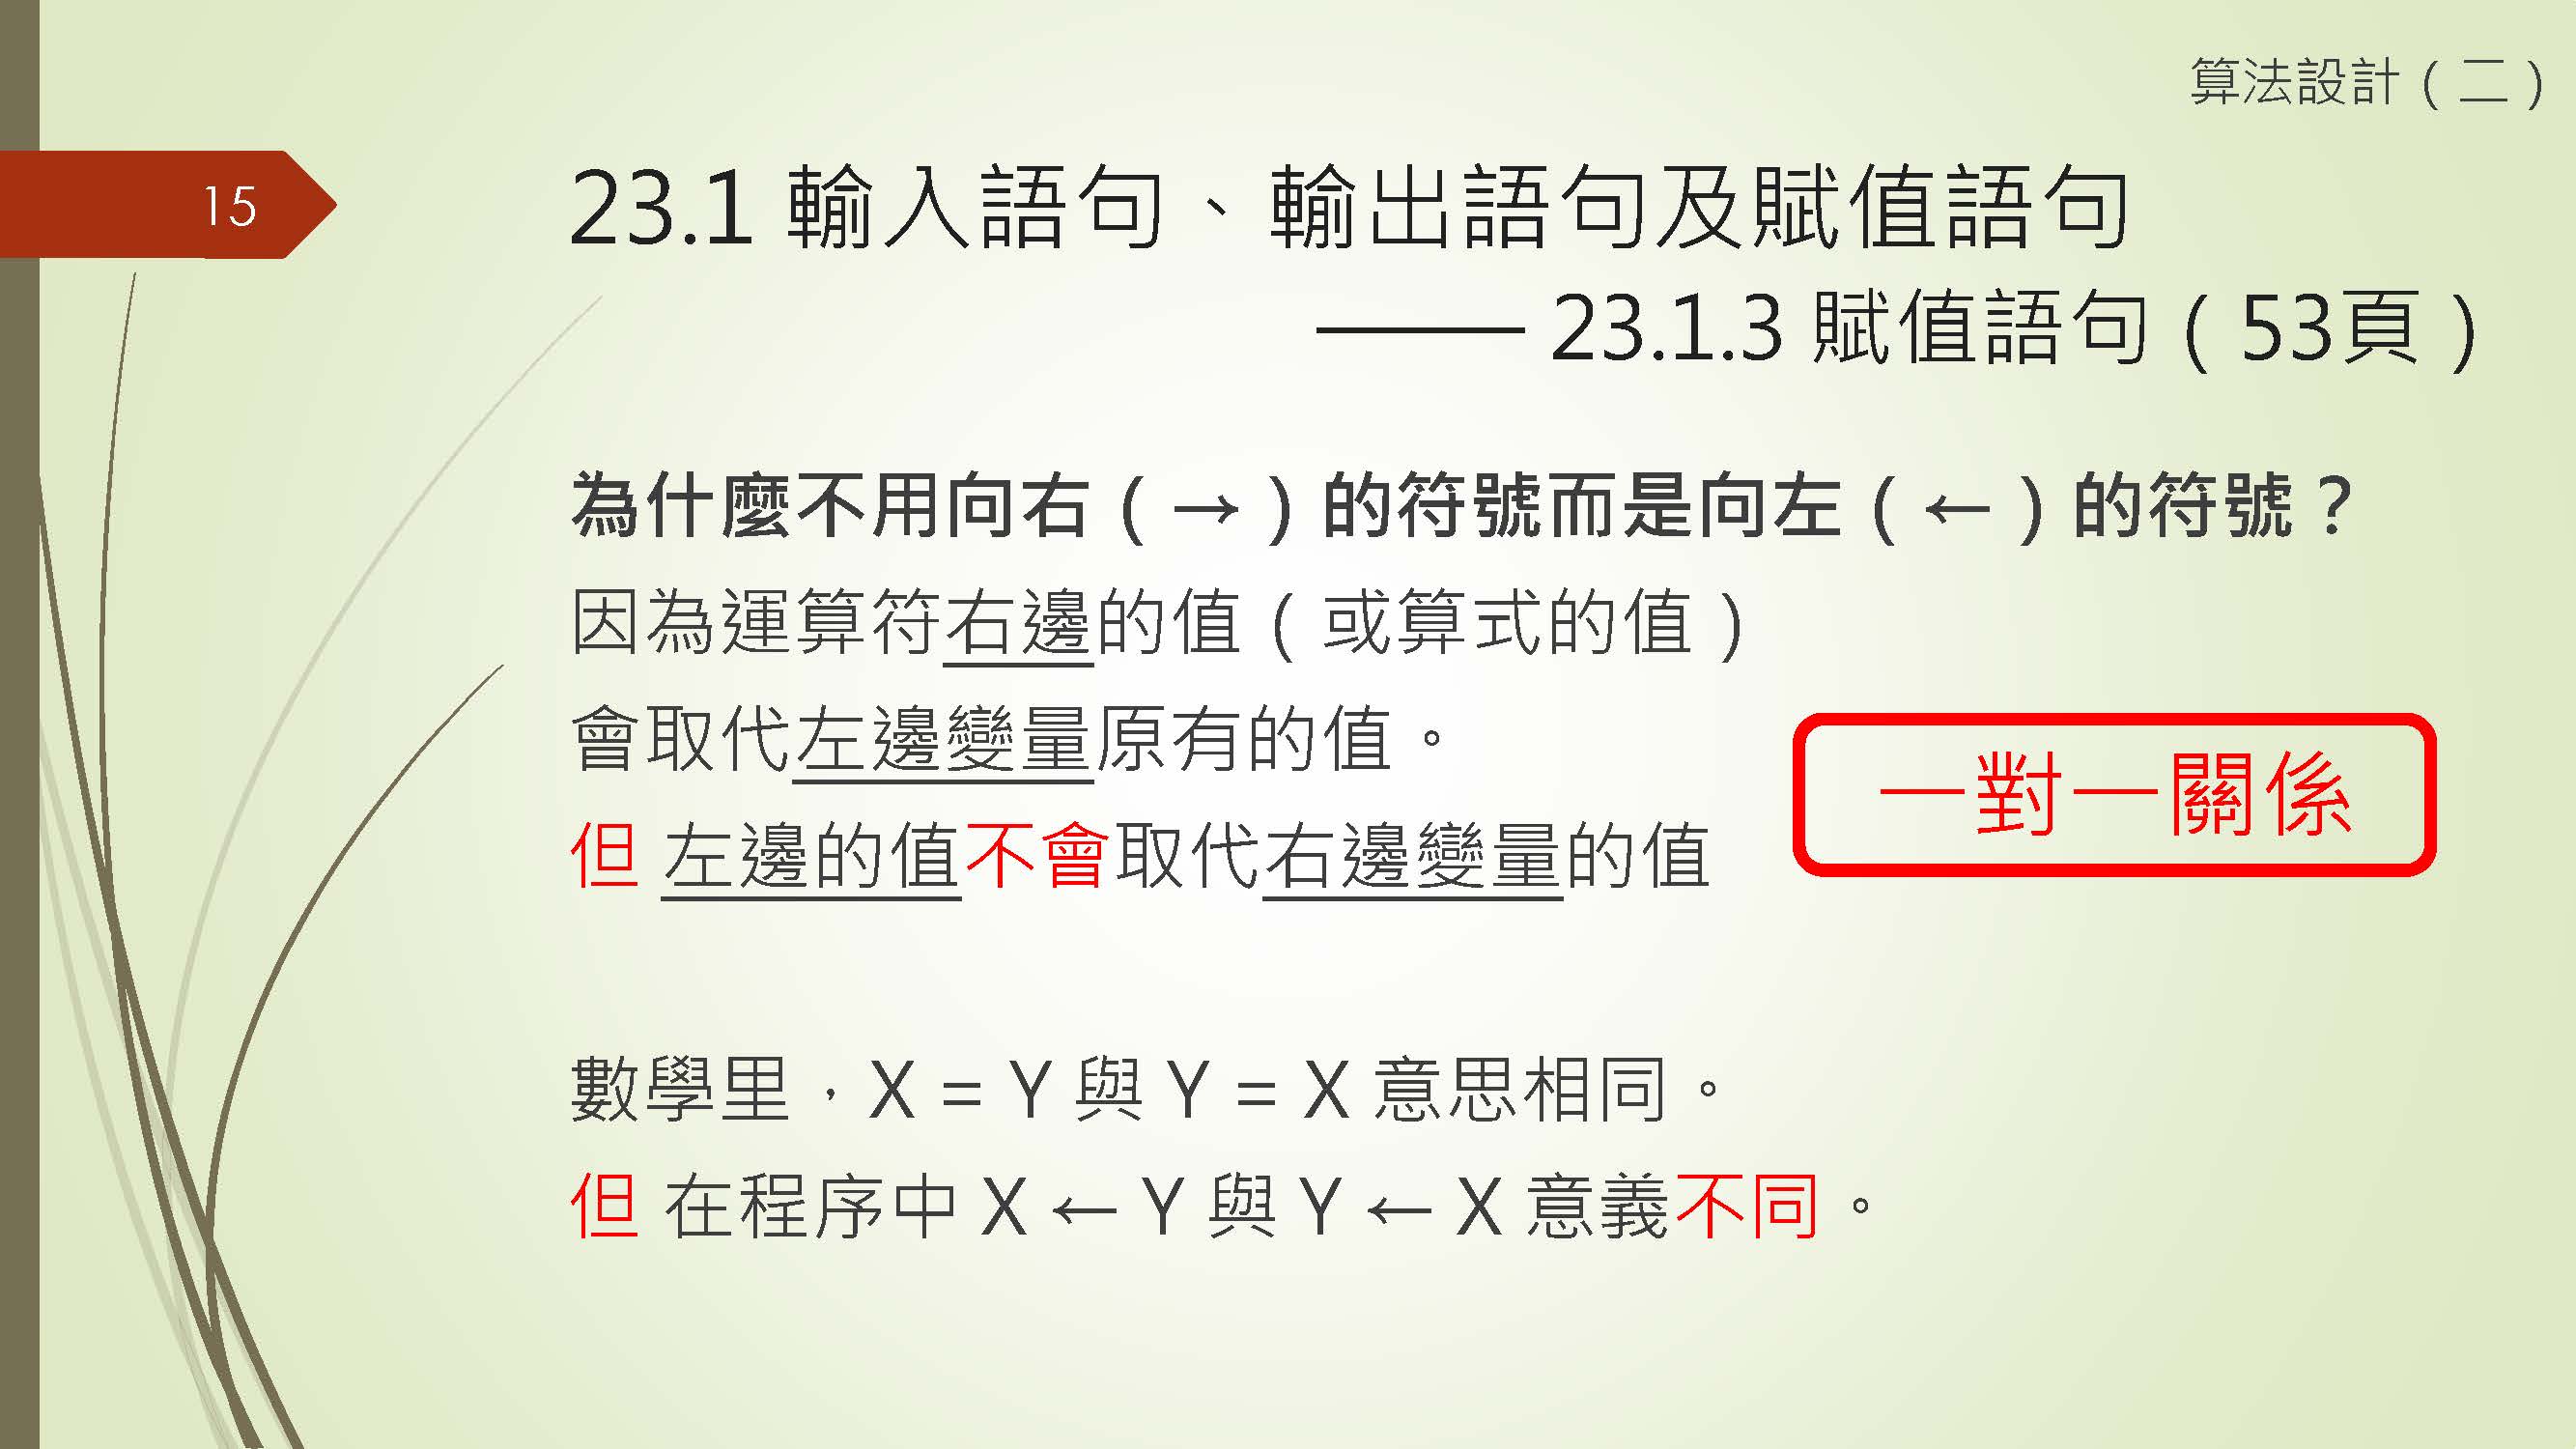 算法設計（二）
15
23.1 輸入語句、輸出語句及賦值語句
—— 23.1.3 賦值語句（53頁）
為什麼不用向右（→）的符號而是向左（←）的符號？
因為運算符右邊的值（或算式的值）
會取代左邊變量原有的值。
但 左邊的值不會取代右邊變量的值
一對一關係
數學里，X = Y 與 Y = X 意思相同。
但 在程序中 X ← Y 與 Y ← X 意義不同。